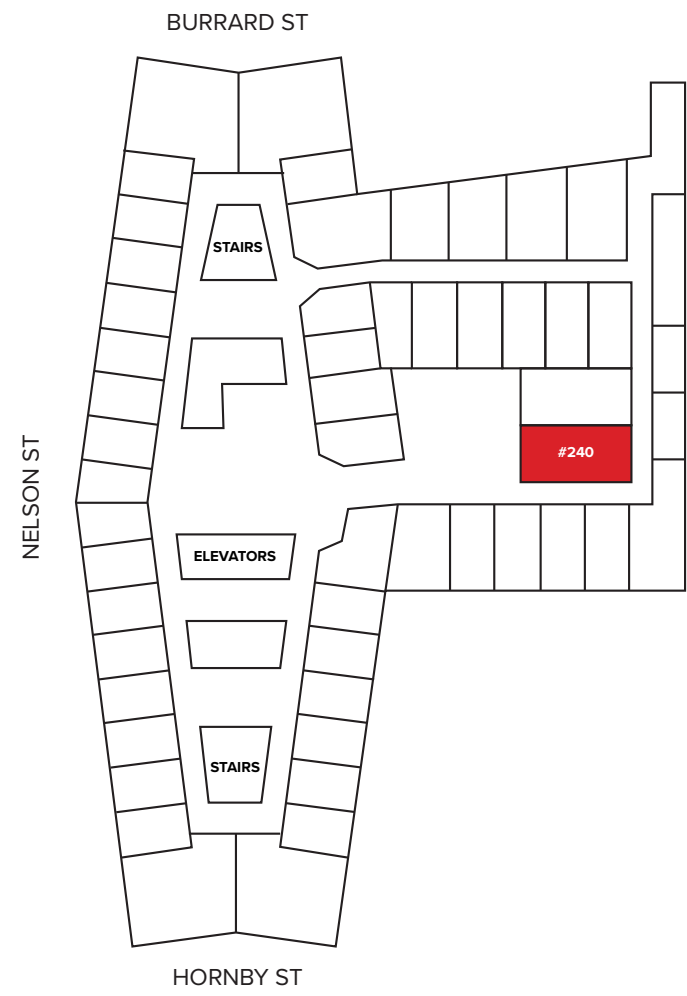 BURRARD ST
STAIRS
NELSON ST
#240
ELEVATORS
STAIRS
HORNBY ST